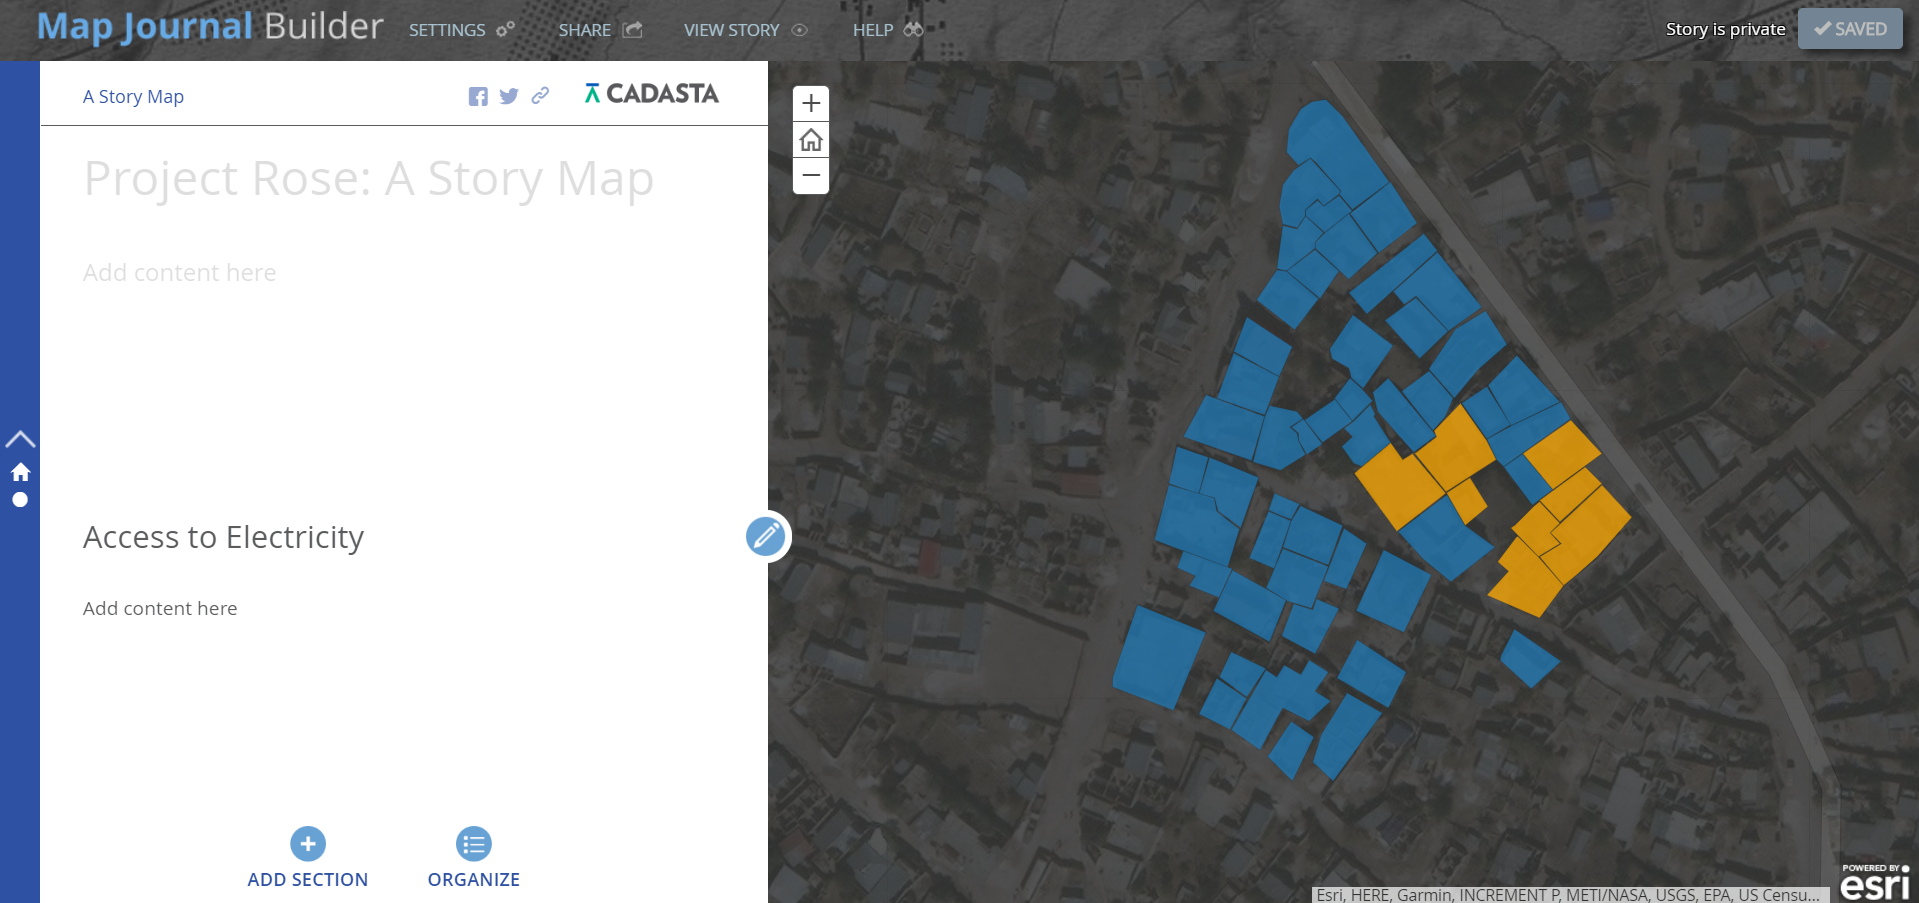 Map Journal Builder
SETTINGS
SHARE
VIEW STORY
HELP
Story is private
SAVED
A Story Map
CADASTA
Project Rose: A Story Map
Add content here
Access to Electricity
Add content here
ADD SECTION
ORGANIZE
Esri, HERE, Garmin, INCREMENT P, METI/NASA, USGS, EPA, US Censu...
POWERED BY
esri